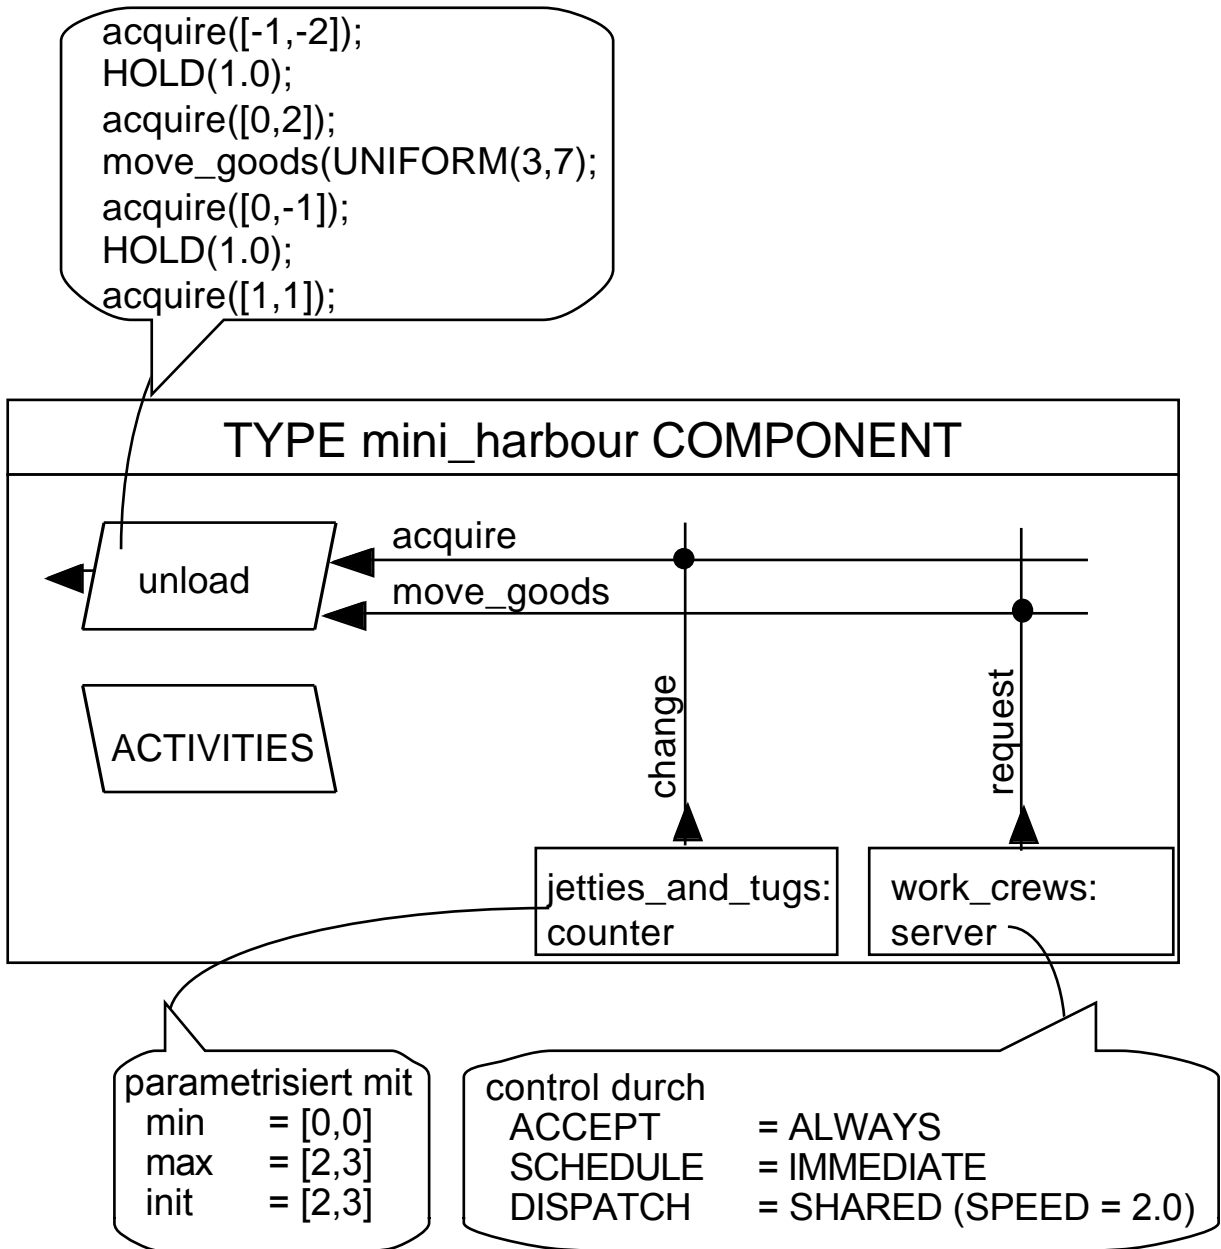 acquire([-1,-2]);
HOLD(1.0);
acquire([0,2]);
move_goods(UNIFORM(3,7);
acquire([0,-1]);
HOLD(1.0);
acquire([1,1]);
TYPE mini_harbour COMPONENT
acquire
unload
move_goods
change
request
ACTIVITIES
jetties_and_tugs:
counter
work_crews:
server
parametrisiert mit
min = [0,0]
max = [2,3]
init = [2,3]
control durch
ACCEPT = ALWAYS
SCHEDULE = IMMEDIATE
DISPATCH = SHARED (SPEED = 2.0)